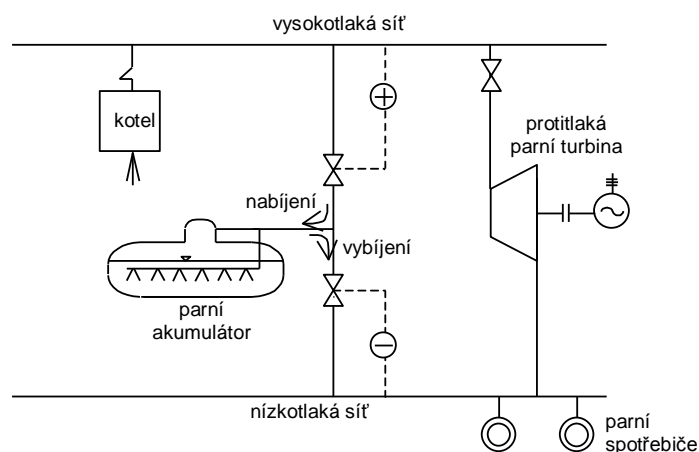 vysokotlaká síť
kotel
protitlaká
parní turbina
nabíjení
vybíjení
parní
akumulátor
nízkotlaká síť
parní
spotřebiče